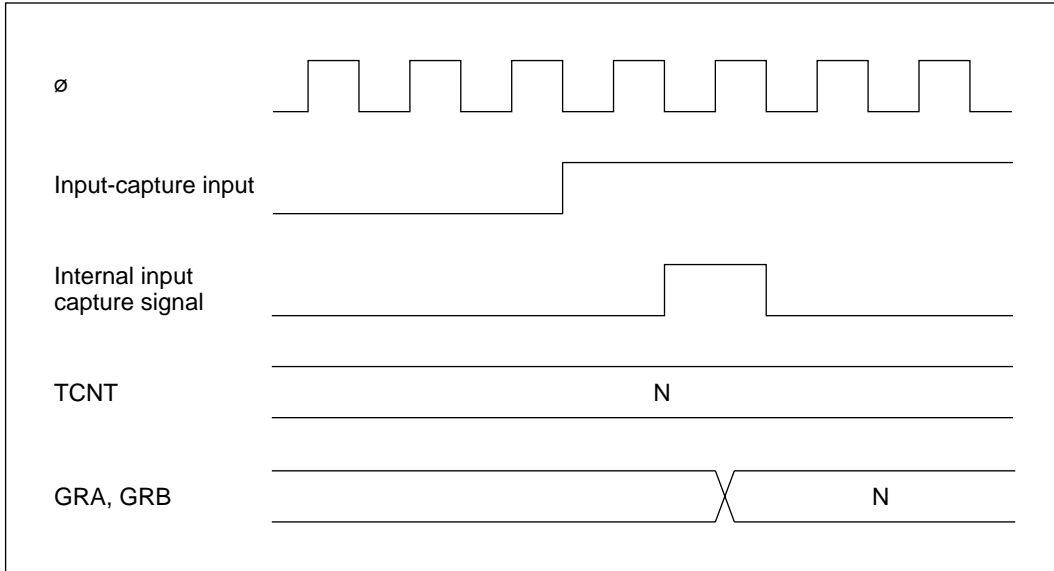 ø
Input-capture input
Internal input
capture signal
TCNT
N
GRA, GRB
N